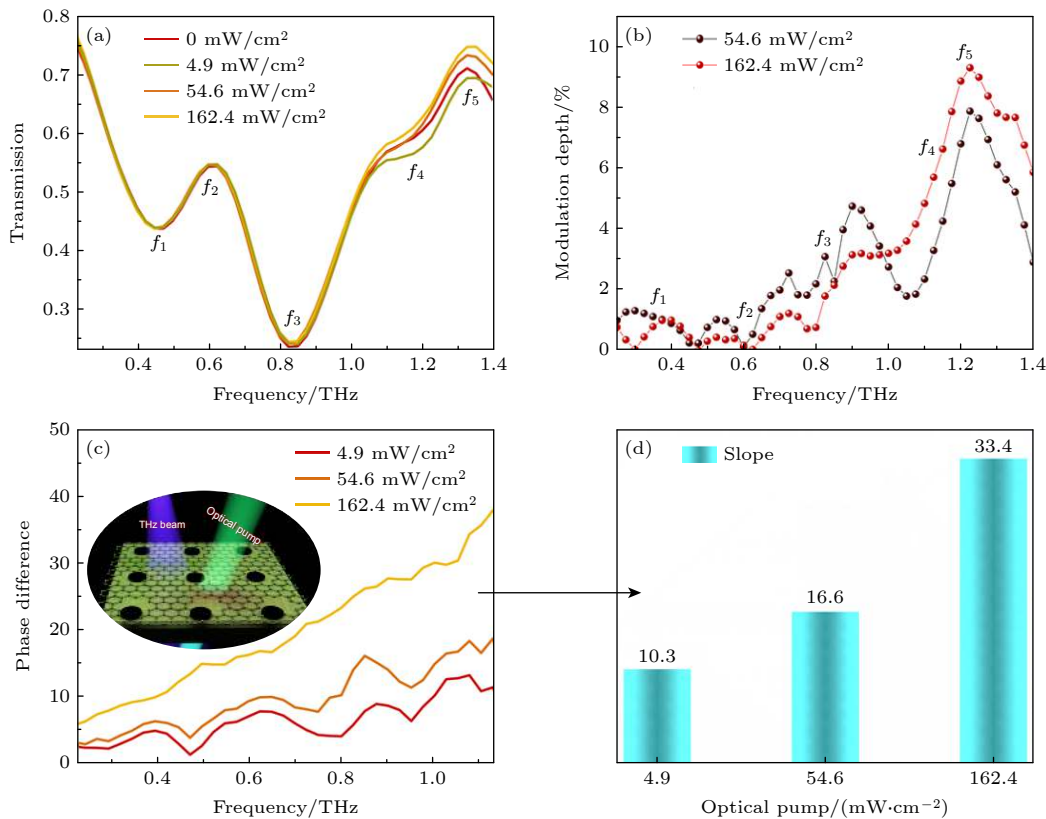 (a)
0 mW/cm²
4.9 mW/cm²
54.6 mW/cm²
162.4 mW/cm²
0.8
0.7
0.6
0.5
0.4
0.3
Transmission
f₁
f₂
f₃
f₄
f₅
0.4 0.6 0.8 1.0 1.2 1.4
Frequency/THz
(b)
54.6 mW/cm²
162.4 mW/cm²
10
8
6
4
2
0
Modulation depth/%
f₁
f₂
f₃
f₄
f₅
0.4 0.6 0.8 1.0 1.2 1.4
Frequency/THz
(c)
4.9 mW/cm²
54.6 mW/cm²
162.4 mW/cm²
50
40
30
20
10
0
Phase difference
THz beam
Optical pump
0.4 0.6 0.8 1.0
Frequency/THz
(d)
Slope
10.3
16.6
33.4
4.9 54.6 162.4
Optical pump/(mW·cm⁻²)